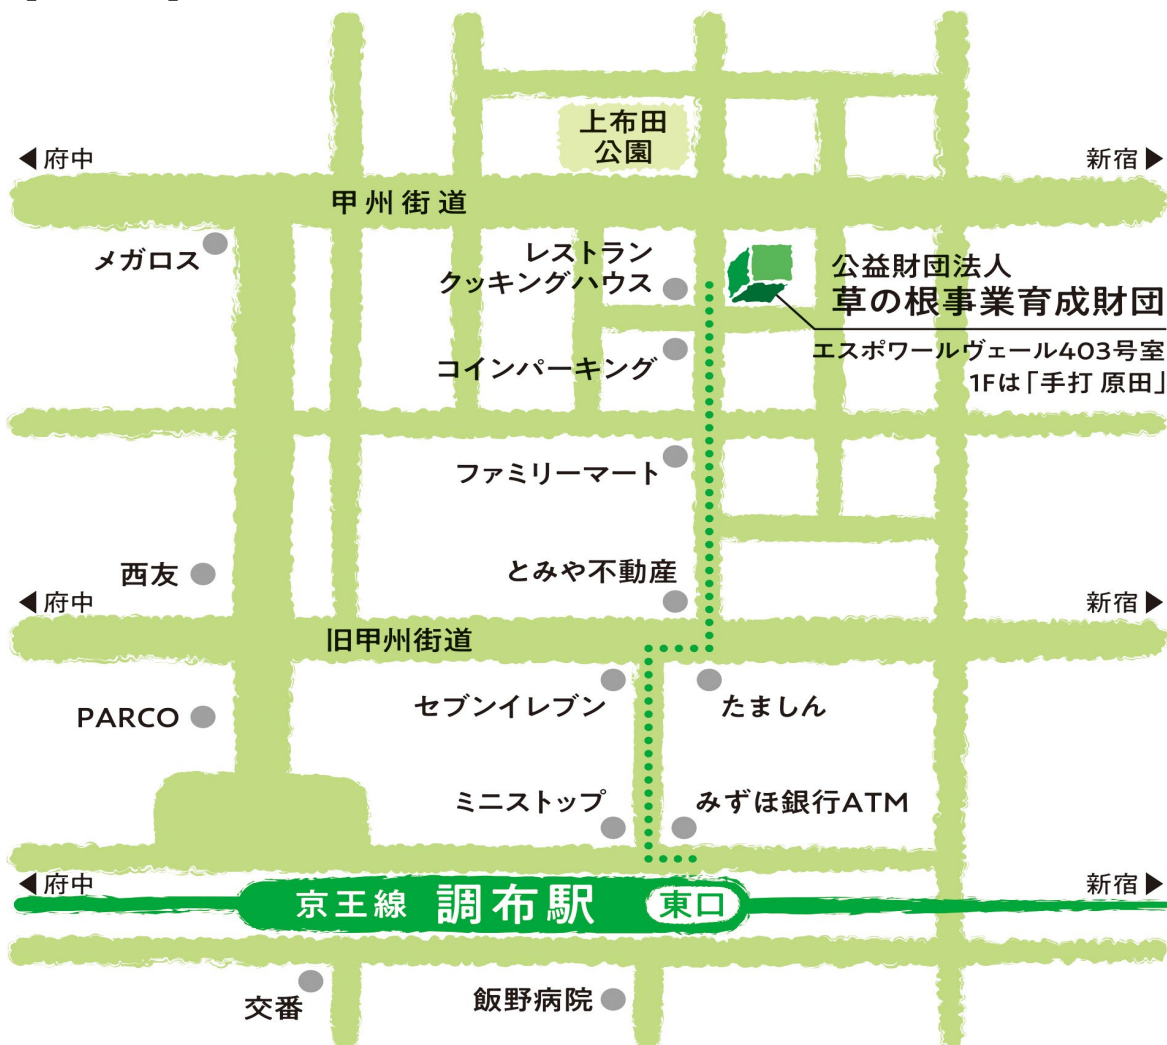 上布田
公園
◀府中
新宿▶
甲州街道
メガロス
レストラン
クッキングハウス
公益財団法人
草の根事業育成財団
エスポワールヴェール403号室
1Fは「手打 原田」
コインパーキング
ファミリーマート
西友
とみや不動産
◀府中
新宿▶
旧甲州街道
PARCO
セブンイレブン
たましん
ミニストップ
みずほ銀行ATM
◀府中
新宿▶
京王線 調布駅 東口
交番
飯野病院